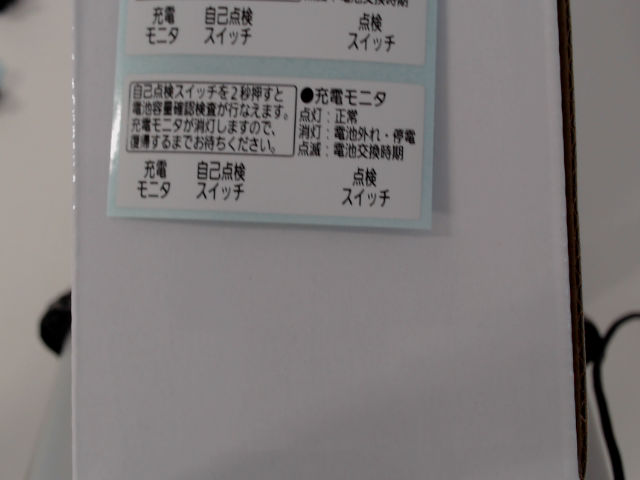 電池交換時期
充電
モニタ
自己点検
スイッチ
点検
スイッチ
自己点検スイッチを2秒押すと
電池容量確認検査が行なえます。
充電モニタが消灯しますので、
復帰するまでお待ちください。
●充電モニタ
点灯：正常
消灯：電池外れ・停電
点滅：電池交換時期
充電
モニタ
自己点検
スイッチ
点検
スイッチ